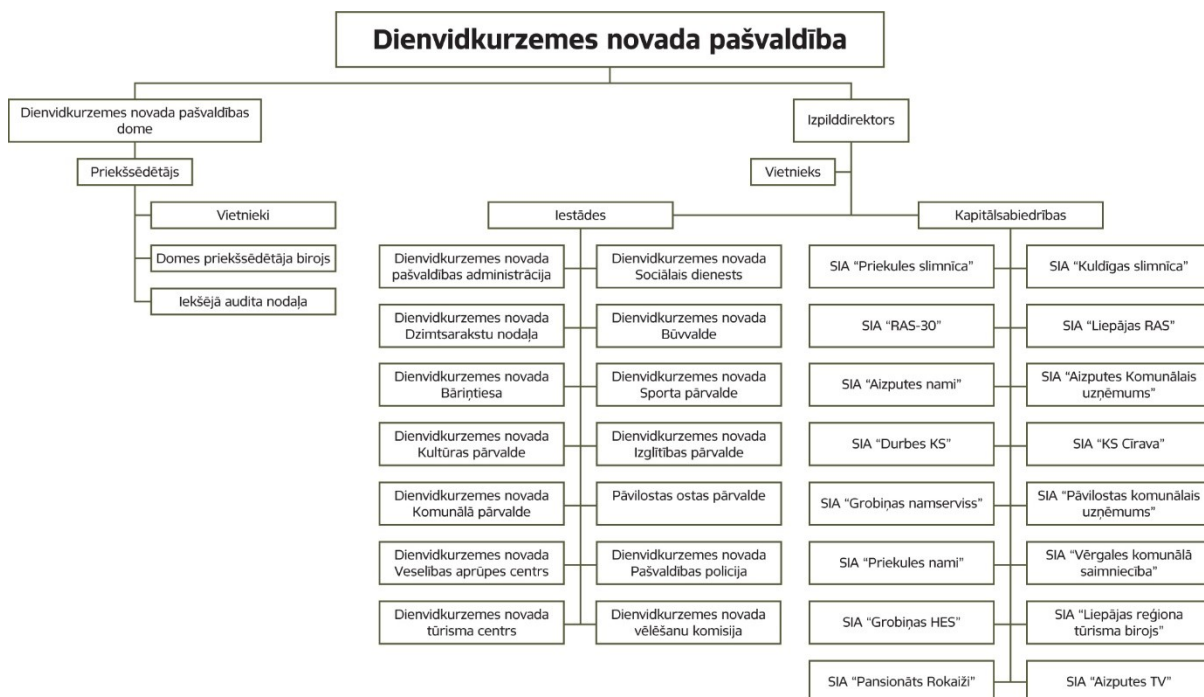 Dienvidkurzemes novada pašvaldība
Dienvidkurzemes novada pašvaldības
dome
Izpilddirektors
Priekšsēdētājs
Vietnieks
Vietnieki
Domes priekšsēdētāja birojs
Iekšējā audita nodaļa
Iestādes
Kapitālsabiedrības
Dienvidkurzemes novada
pašvaldības administrācija
Dienvidkurzemes novada
Sociālais dienests
Dienvidkurzemes novada
Dzimtsarakstu nodaļa
Dienvidkurzemes novada
Būvvalde
Dienvidkurzemes novada
Bāriņtiesa
Dienvidkurzemes novada
Sporta pārvalde
Dienvidkurzemes novada
Kultūras pārvalde
Dienvidkurzemes novada
Izglītības pārvalde
Dienvidkurzemes novada
Komunālā pārvalde
Pāvilostas ostas pārvalde
Dienvidkurzemes novada
Veselības aprūpes centrs
Dienvidkurzemes novada
Pašvaldības policija
Dienvidkurzemes novada
tūrisma centrs
Dienvidkurzemes novada
vēlēšanu komisija
SIA "Priekules slimnīca"
SIA "Kuldīgas slimnīca"
SIA "RAS-30"
SIA "Liepājas RAS"
SIA "Aizputes nami"
SIA "Aizputes Komunālais
uzņēmums"
SIA "Durbes KS"
SIA "KS Cīrava"
SIA "Grobiņas namserviss"
SIA "Pāvilostas komunālais
uzņēmums"
SIA "Priekules nami"
SIA "Vērgales komunālā
saimniecība"
SIA "Grobiņas HES"
SIA "Liepājas reģiona
tūrisma birojs"
SIA "Pansionāts Rokaiži"
SIA "Aizputes TV"